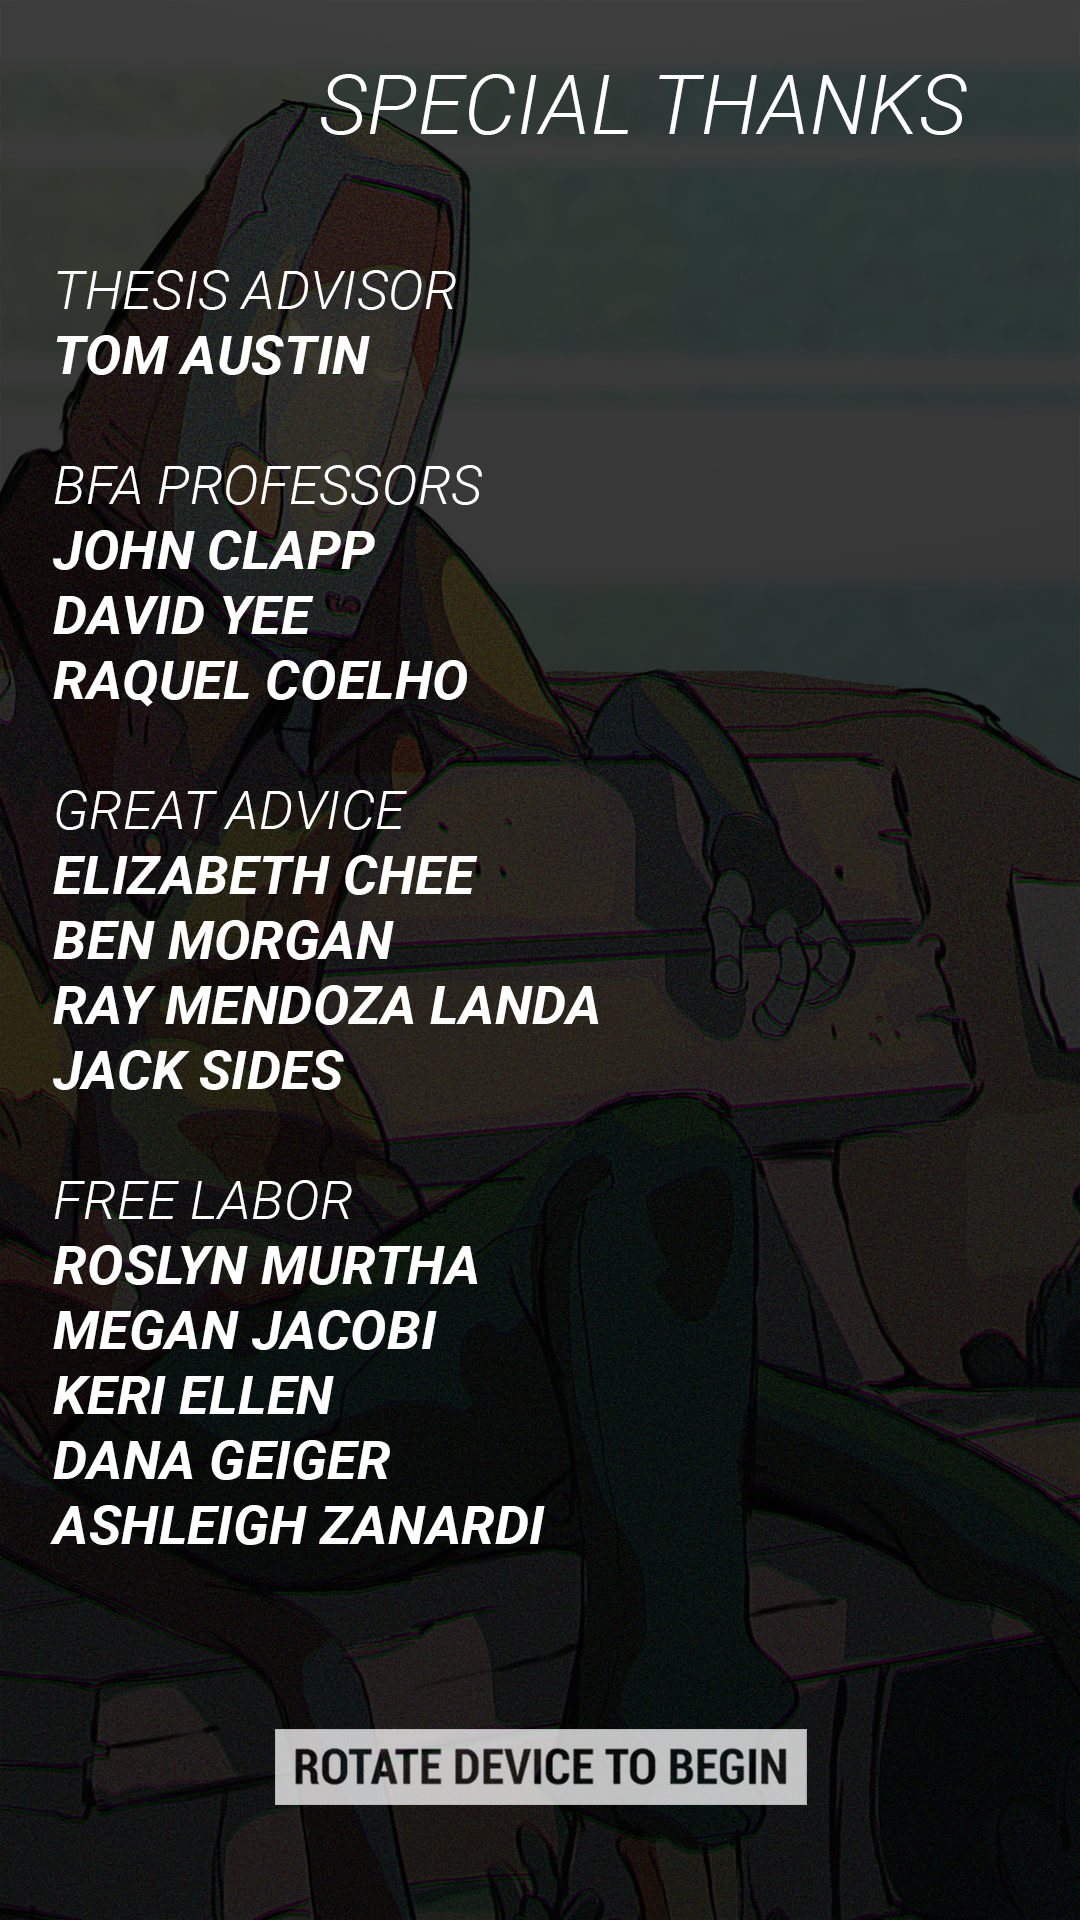 SPECIAL THANKS
THESIS ADVISOR
TOM AUSTIN
BFA PROFESSORS
JOHN CLAPP
DAVID YEE
RAQUEL COELHO
GREAT ADVICE
ELIZABETH CHEE
BEN MORGAN
RAY MENDOZA LANDA
JACK SIDES
FREE LABOR
ROSLYN MURTHA
MEGAN JACOBI
KERI ELLEN
DANA GEIGER
ASHLEIGH ZANARDI
ROTATE DEVICE TO BEGIN